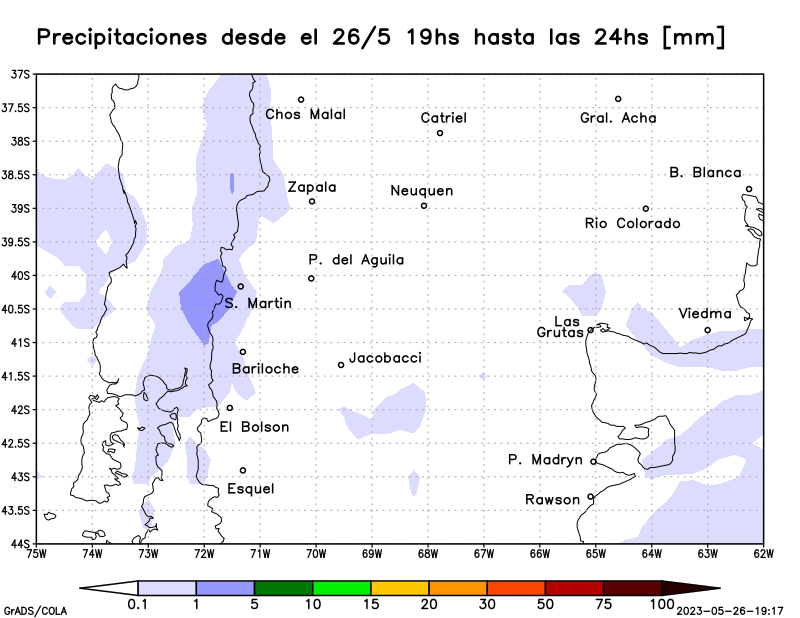 Precipitaciones desde el 26/5 19hs hasta las 24hs [mm]
37S
Chos Malal
Catriel
Gral. Acha
37.5S
38S
38.5S
B. Blanca
Zapala
Neuquen
39S
Rio Colorado
39.5S
P. del Aguila
40S
S. Martin
40.5S
Las
Grutas
Viedma
41S
Bariloche
Jacobacci
41.5S
42S
El Bolson
42.5S
P. Madryn
43S
Esquel
Rawson
43.5S
44S
75W 74W 73W 72W 71W 70W 69W 68W 67W 66W 65W 64W 63W 62W
0.1 1 5 10 15 20 30 50 75 100
GrADS/COLA
2023-05-26-19:17